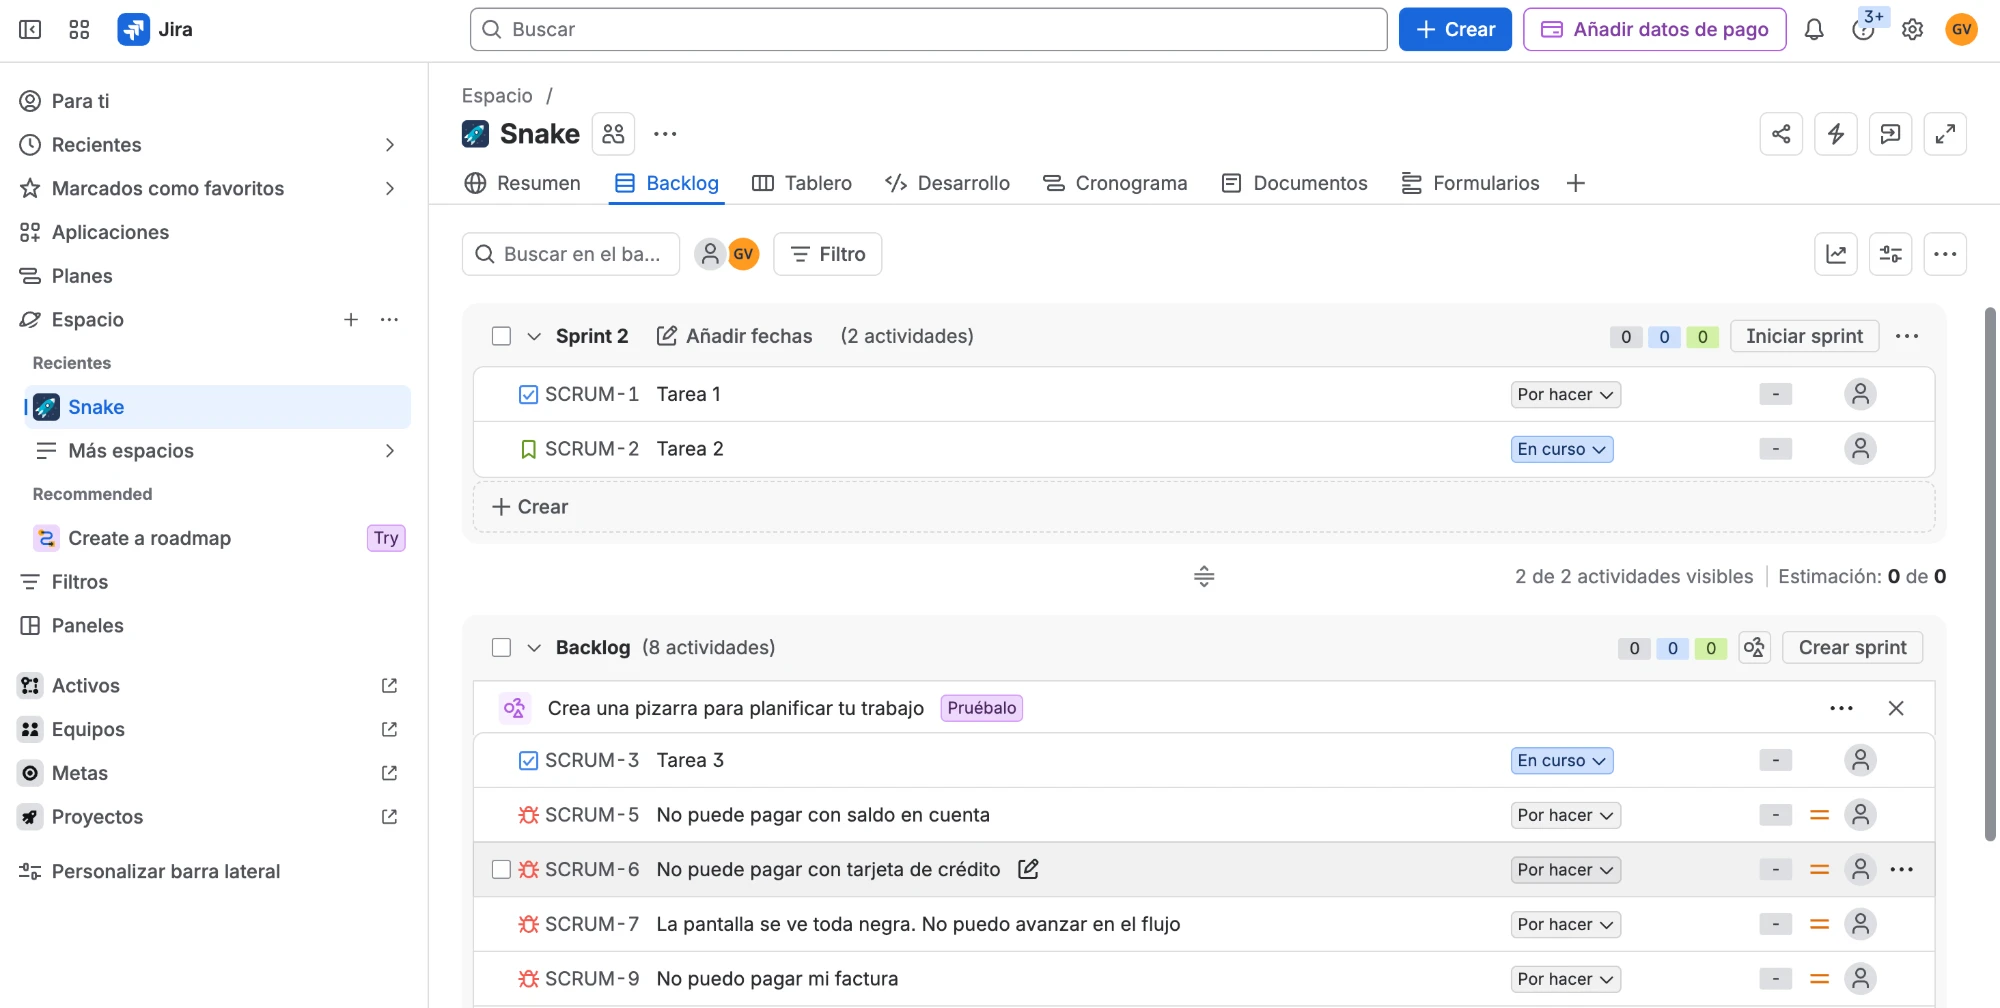 Jira
Buscar
Crear
Añadir datos de pago
3+
GV
Para ti
Recientes
Marcados como favoritos
Aplicaciones
Planes
Espacio
Recientes
Snake
Más espacios
Recommended
Create a roadmap
Try
Filtros
Paneles
Activos
Equipos
Metas
Proyectos
Personalizar barra lateral
Espacio /
Snake
Resumen
Backlog
Tablero
Desarrollo
Cronograma
Documentos
Formularios
Buscar en el ba...
GV
Filtro
Sprint 2 Añadir fechas (2 actividades) 0 0 0 Iniciar sprint
SCRUM-1 Tarea 1 Por hacer -
SCRUM-2 Tarea 2 En curso -
Crear
2 de 2 actividades visibles Estimación: 0 de 0
Backlog (8 actividades) 0 0 0 Crear sprint
Crea una pizarra para planificar tu trabajo Pruébalo
SCRUM-3 Tarea 3 En curso -
SCRUM-5 No puede pagar con saldo en cuenta Por hacer -
SCRUM-6 No puede pagar con tarjeta de crédito Por hacer -
SCRUM-7 La pantalla se ve toda negra. No puedo avanzar en el flujo Por hacer -
SCRUM-9 No puedo pagar mi factura Por hacer -